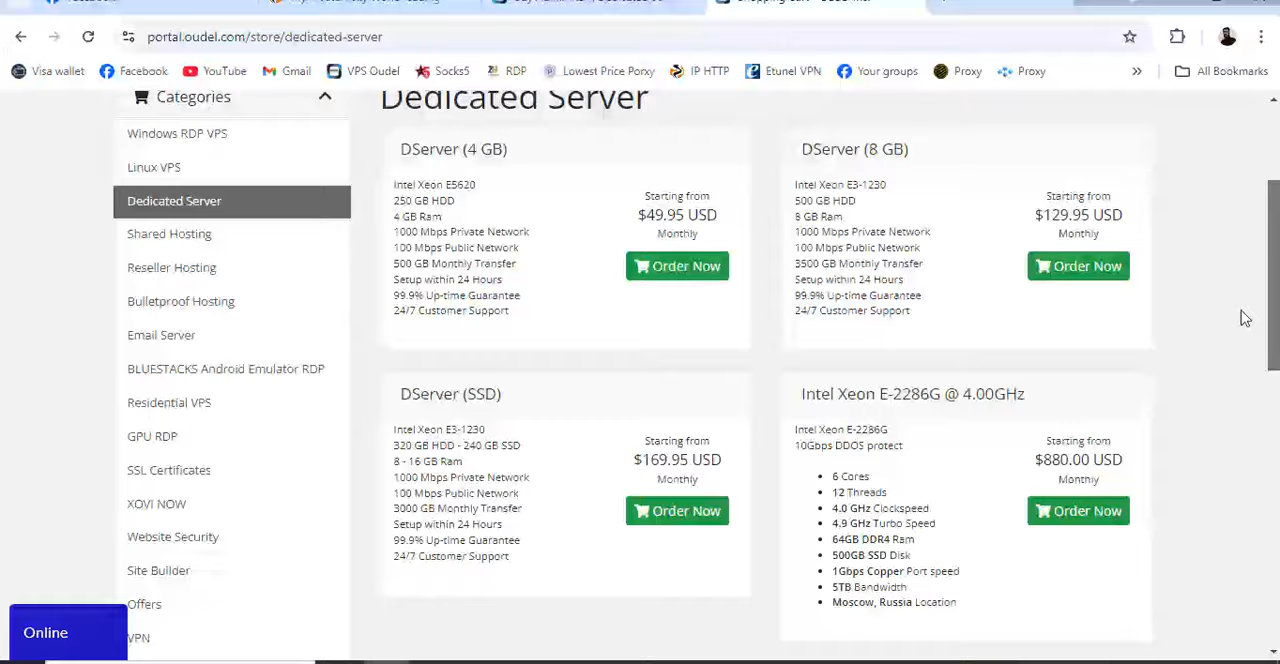 portal.oudel.com/store/dedicated-server
Visa wallet
Facebook
YouTube
Gmail
VPS Oudel
Socks5
RDP
Lowest Price Porxy
IP HTTP
Etunel VPN
Your groups
Proxy
Proxy
»
All Bookmarks
Categories
Windows RDP VPS
Linux VPS
Dedicated Server
Shared Hosting
Reseller Hosting
Bulletproof Hosting
Email Server
BLUESTACKS Android Emulator RDP
Residential VPS
GPU RDP
SSL Certificates
XOVI NOW
Website Security
Site Builder
Offers
VPN
Online
Dedicated Server
DServer (4 GB)
Intel Xeon E5620
250 GB HDD
4 GB Ram
1000 Mbps Private Network
100 Mbps Public Network
500 GB Monthly Transfer
Setup within 24 Hours
99.9% Up-time Guarantee
24/7 Customer Support
Starting from
$49.95 USD
Monthly
Order Now
DServer (8 GB)
Intel Xeon E3-1230
500 GB HDD
8 GB Ram
1000 Mbps Private Network
100 Mbps Public Network
3500 GB Monthly Transfer
Setup within 24 Hours
99.9% Up-time Guarantee
24/7 Customer Support
Starting from
$129.95 USD
Monthly
Order Now
DServer (SSD)
Intel Xeon E3-1230
320 GB HDD - 240 GB SSD
8 - 16 GB Ram
1000 Mbps Private Network
100 Mbps Public Network
3000 GB Monthly Transfer
Setup within 24 Hours
99.9% Up-time Guarantee
24/7 Customer Support
Starting from
$169.95 USD
Monthly
Order Now
Intel Xeon E-2286G @ 4.00GHz
Intel Xeon E-2286G
10Gbps DDOS protect
• 6 Cores
• 12 Threads
• 4.0 GHz Clockspeed
• 4.9 GHz Turbo Speed
• 64GB DDR4 Ram
• 500GB SSD Disk
• 1Gbps Copper Port speed
• 5TB Bandwidth
• Moscow, Russia Location
Starting from
$880.00 USD
Monthly
Order Now